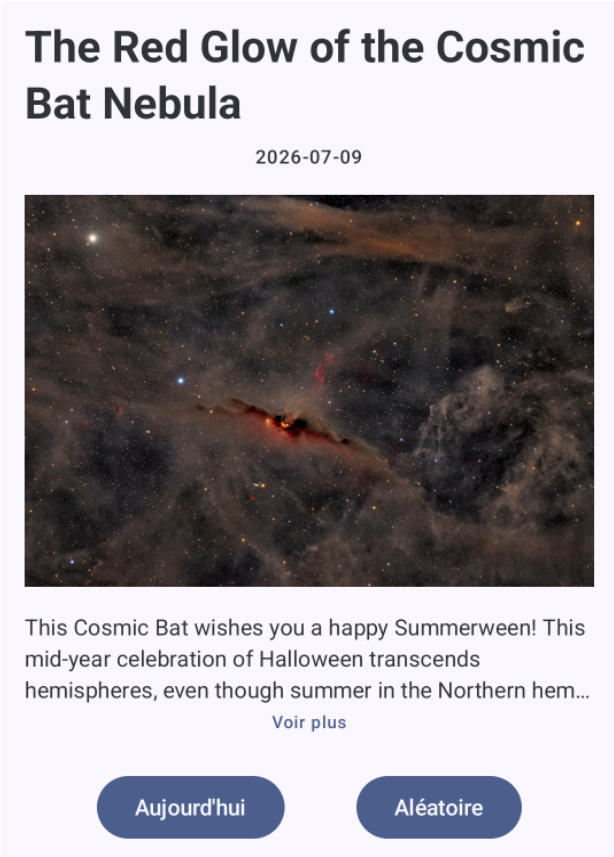 The Red Glow of the Cosmic
Bat Nebula
2026-07-09
This Cosmic Bat wishes you a happy Summerween! This
mid-year celebration of Halloween transcends
hemispheres, even though summer in the Northern hem...
Voir plus
Aujourd'hui
Aléatoire